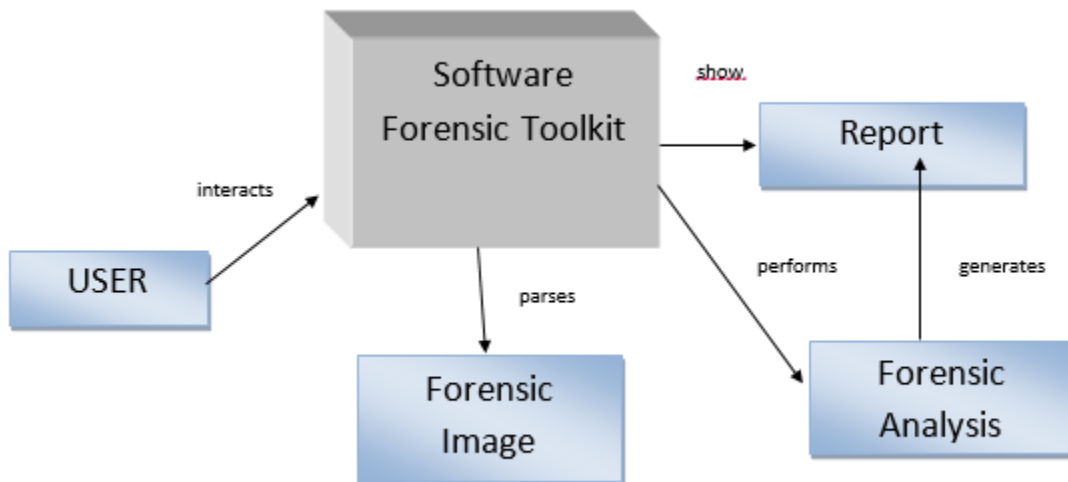 Software
Forensic Toolkit
show
Report
interacts
USER
performs
generates
parses
Forensic
Image
Forensic
Analysis